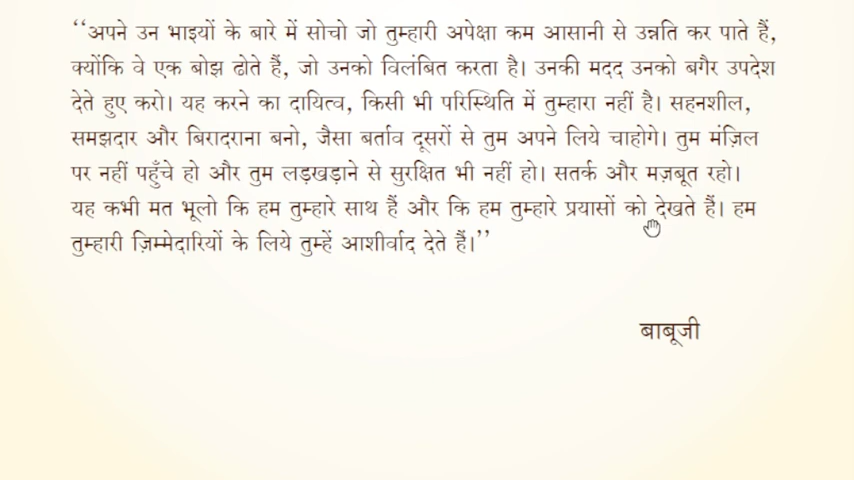 ‘‘अपने उन भाइयों के बारे में सोचो जो तुम्हारी अपेक्षा कम आसानी से उन्नति कर पाते हैं,
क्योंकि वे एक बोझ ढोते हैं, जो उनको विलंबित करता है। उनकी मदद उनको बगैर उपदेश
देते हुए करो। यह करने का दायित्व, किसी भी परिस्थिति में तुम्हारा नहीं है। सहनशील,
समझदार और बिरादराना बनो, जैसा बर्ताव दूसरों से तुम अपने लिये चाहोगे। तुम मंज़िल
पर नहीं पहुँचे हो और तुम लड़खड़ाने से सुरक्षित भी नहीं हो। सतर्क और मज़बूत रहो।
यह कभी मत भूलो कि हम तुम्हारे साथ हैं और कि हम तुम्हारे प्रयासों को देखते हैं। हम
तुम्हारी ज़िम्मेदारियों के लिये तुम्हें आशीर्वाद देते हैं।’’
बाबूजी